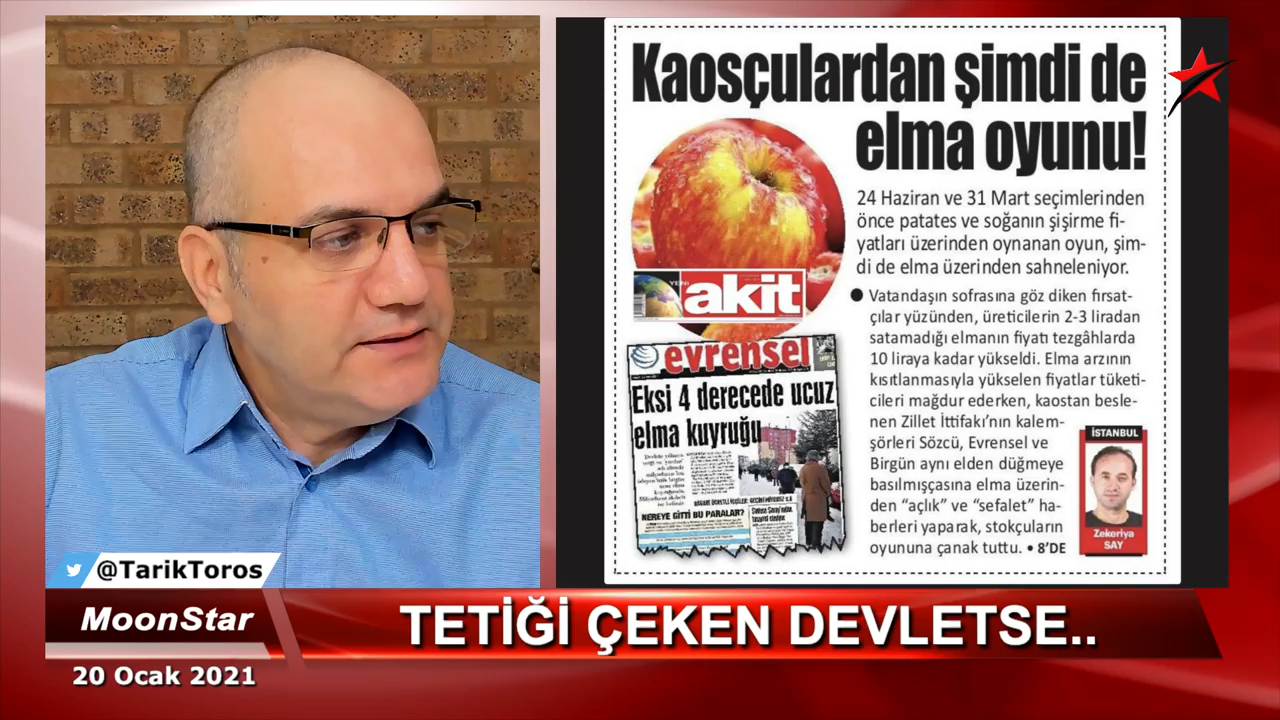 Kaosçulardan şimdi de
elma oyunu!
24 Haziran ve 31 Mart seçimlerinden
önce patates ve soğanın şişirme fi-
yatları üzerinden oynanan oyun, şim-
di de elma üzerinden sahneleniyor.
● Vatandaşın sofrasına göz diken fırsat-
çılar yüzünden, üreticilerin 2-3 liradan
satamadığı elmanın fiyatı tezgâhlarda
10 liraya kadar yükseldi. Elma arzının
kısıtlanmasıyla yükselen fiyatlar tüketi-
cileri mağdur ederken, kaostan besle-
nen Zillet İttifakı’nın kalem-
şörleri Sözcü, Evrensel ve
Birgün aynı elden düğmeye
basılmışçasına elma üzerin-
den “açlık” ve “sefalet” ha-
berleri yaparak, stokçuların
oyununa çanak tuttu. • 8’DE
YENİ
akit
evrensel
Eksi 4 derecede ucuz
elma kuyruğu
NEREYE GİTTİ BU PARALAR?
İSTANBUL
Zekeriya
SAY
@TarikToros
MoonStar
TETİĞİ ÇEKEN DEVLETSE..
20 Ocak 2021